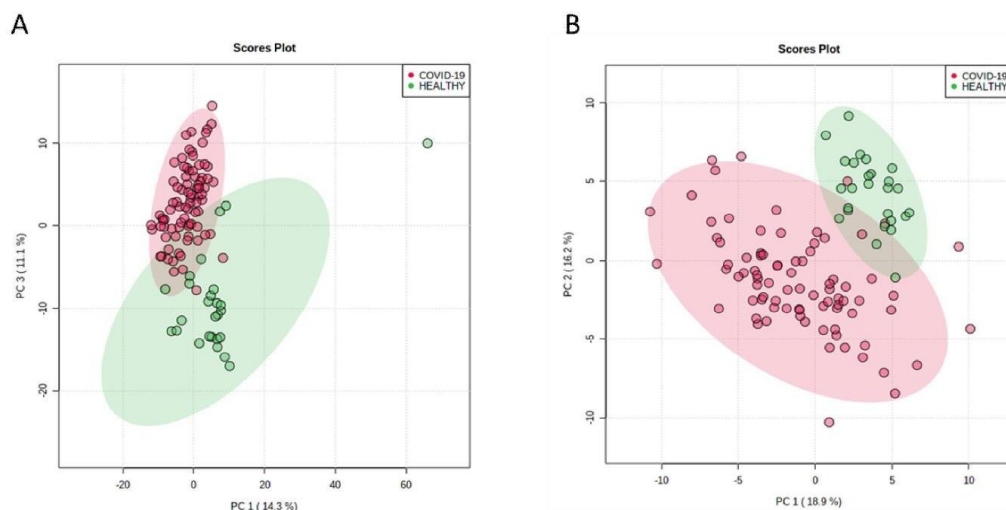 A
Scores Plot
COVID-19
HEALTHY
PC 3 ( 11.1 %)
10
0
-10
-20
-20
0
20
40
60
PC 1 ( 14.3 %)
B
Scores Plot
COVID-19
HEALTHY
PC 2 ( 16.2 %)
10
5
0
-5
-10
-10
-5
0
5
10
PC 1 ( 18.9 %)